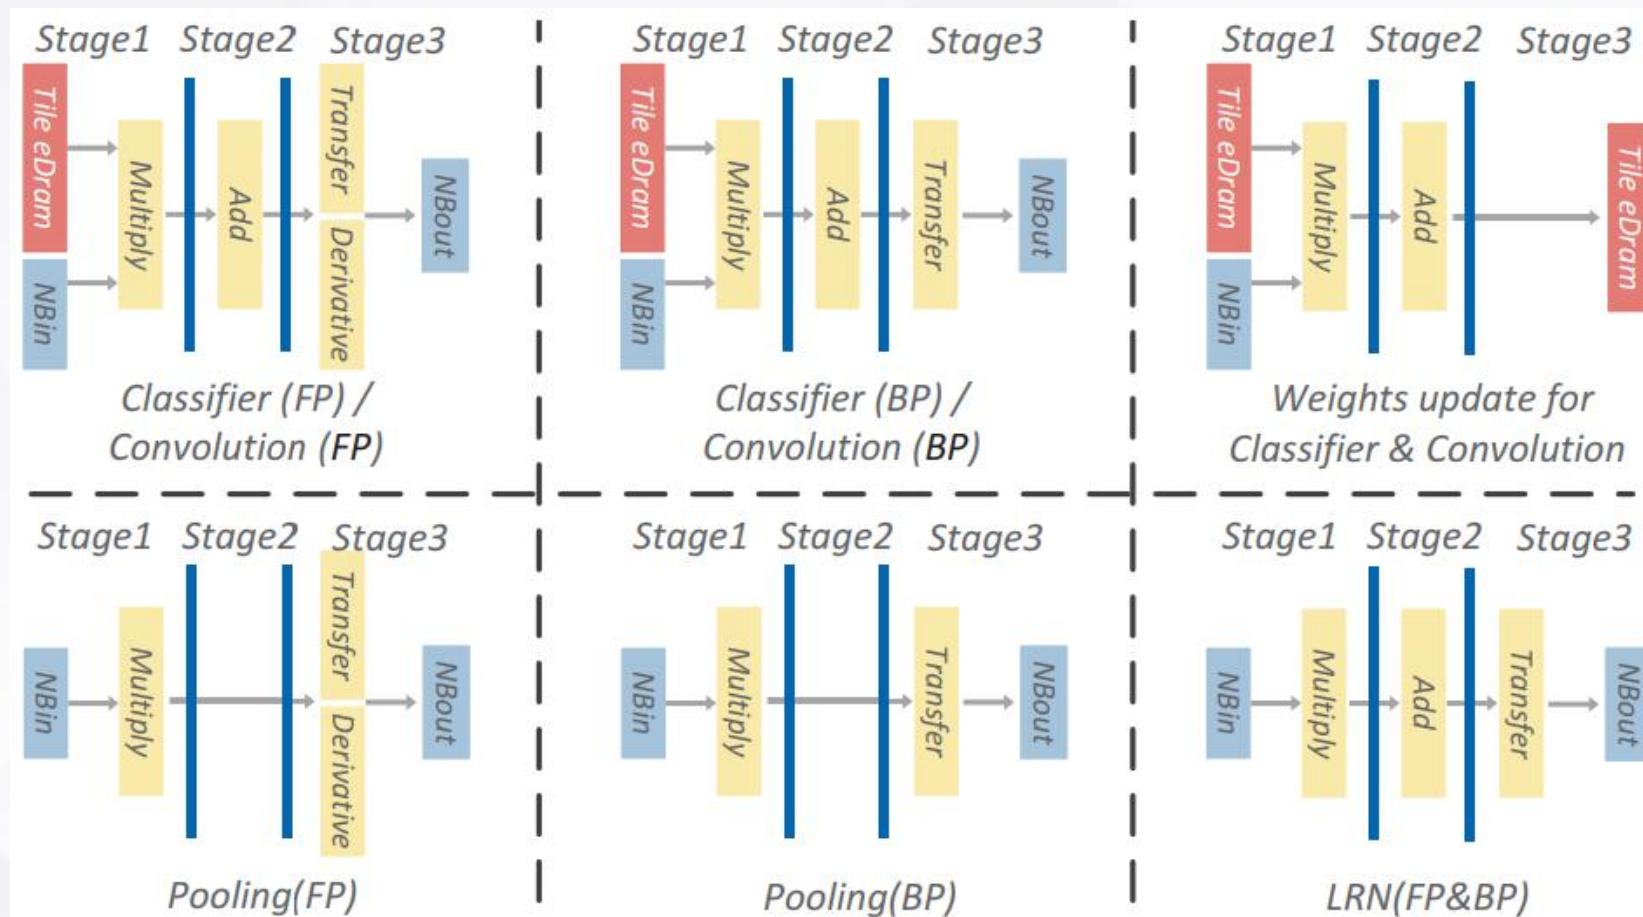 Stage1 Stage2 Stage3
Tile eDram
NBin
Multiply
Add
Transfer
Derivative
NBout
Classifier (FP) /
Convolution (FP)
Stage1 Stage2 Stage3
Tile eDram
NBin
Multiply
Add
Transfer
NBout
Classifier (BP) /
Convolution (BP)
Stage1 Stage2 Stage3
Tile eDram
NBin
Multiply
Add
Tile eDram
Weights update for
Classifier & Convolution
Stage1 Stage2 Stage3
NBin
Multiply
Transfer
Derivative
NBout
Pooling(FP)
Stage1 Stage2 Stage3
NBin
Multiply
Transfer
NBout
Pooling(BP)
Stage1 Stage2 Stage3
NBin
Multiply
Add
Transfer
NBout
LRN(FP&BP)